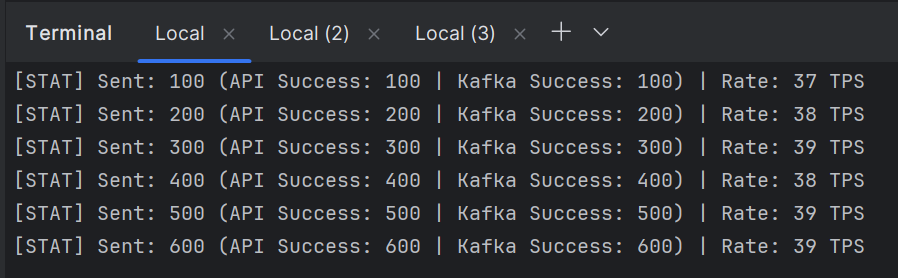 Terminal Local × Local (2) × Local (3) ×
[STAT] Sent: 100 (API Success: 100 | Kafka Success: 100) | Rate: 37 TPS
[STAT] Sent: 200 (API Success: 200 | Kafka Success: 200) | Rate: 38 TPS
[STAT] Sent: 300 (API Success: 300 | Kafka Success: 300) | Rate: 39 TPS
[STAT] Sent: 400 (API Success: 400 | Kafka Success: 400) | Rate: 38 TPS
[STAT] Sent: 500 (API Success: 500 | Kafka Success: 500) | Rate: 39 TPS
[STAT] Sent: 600 (API Success: 600 | Kafka Success: 600) | Rate: 39 TPS